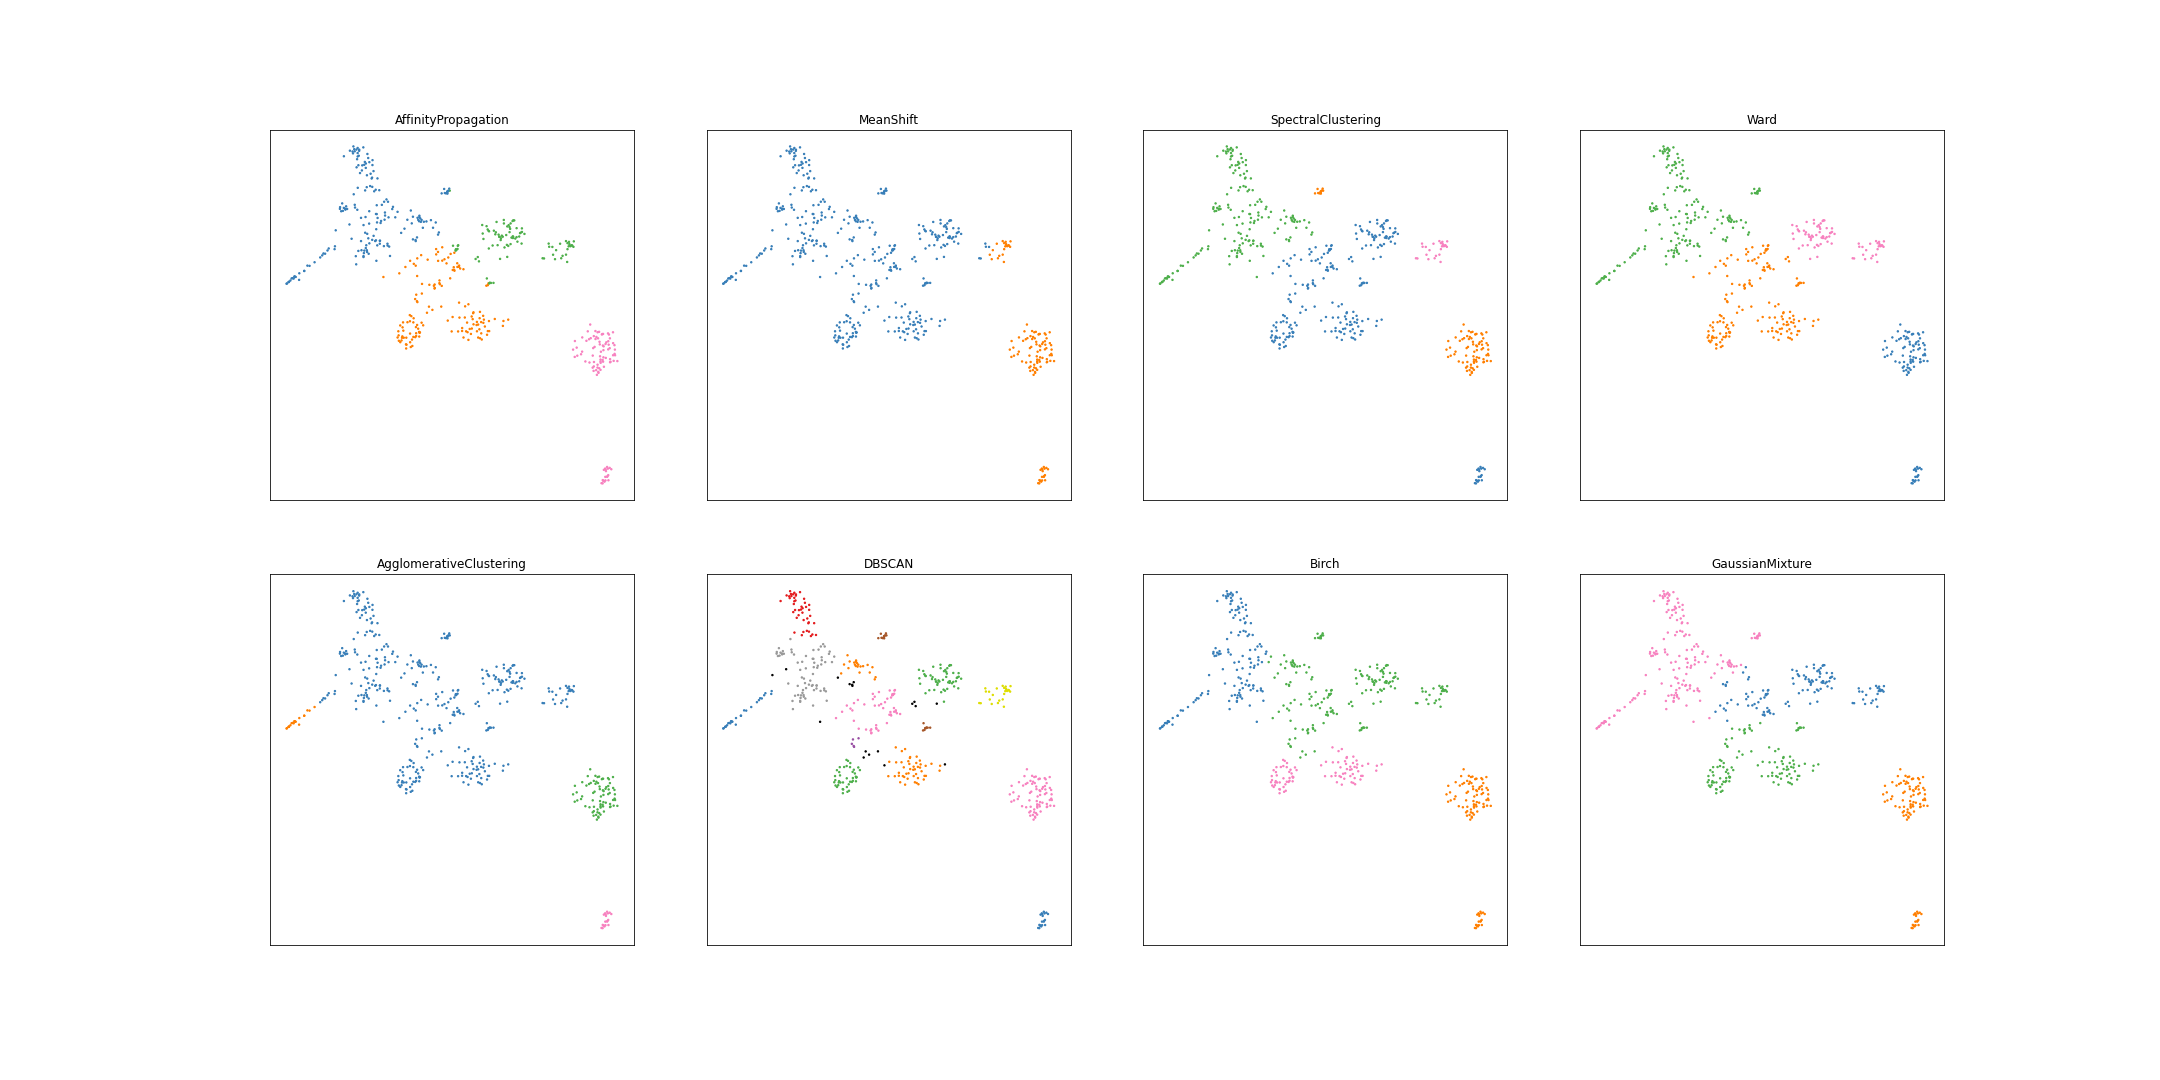 AffinityPropagation
MeanShift
SpectralClustering
Ward
AgglomerativeClustering
DBSCAN
Birch
GaussianMixture